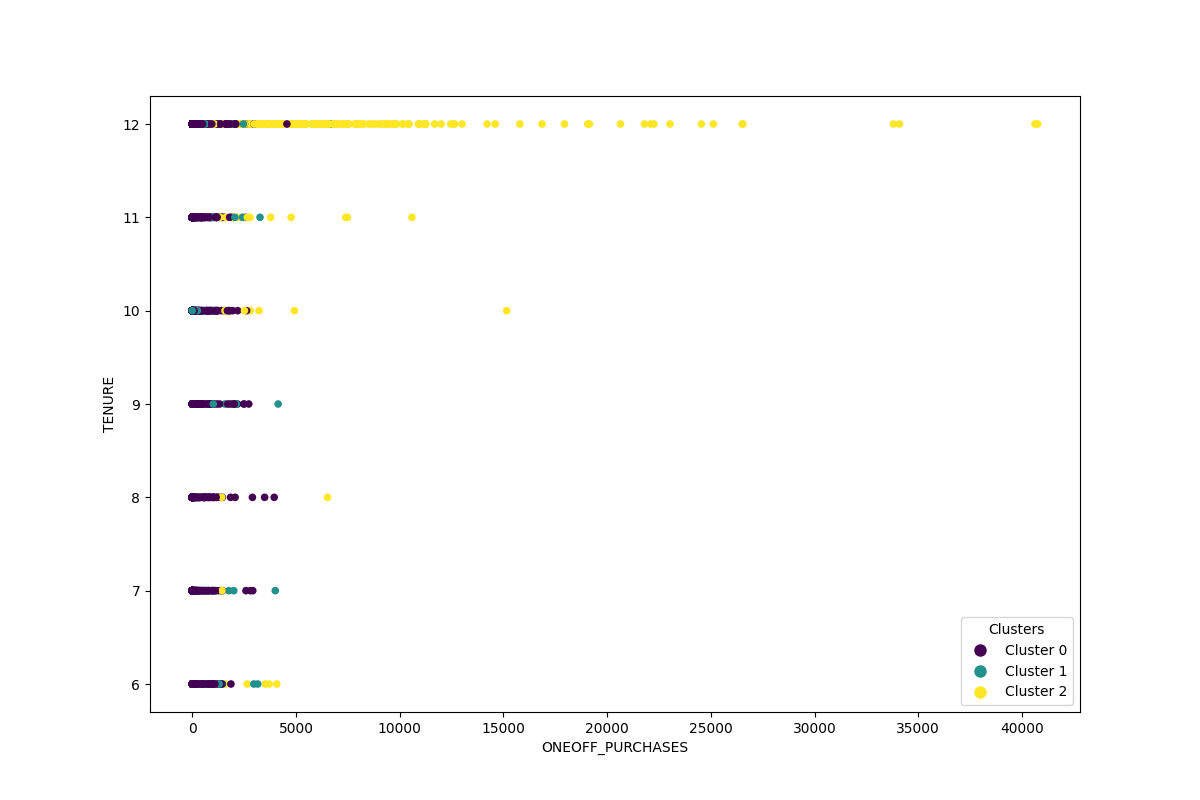 12
11
10
9
8
7
6
TENURE
0 5000 10000 15000 20000 25000 30000 35000 40000
ONEOFF_PURCHASES
Clusters
Cluster 0
Cluster 1
Cluster 2